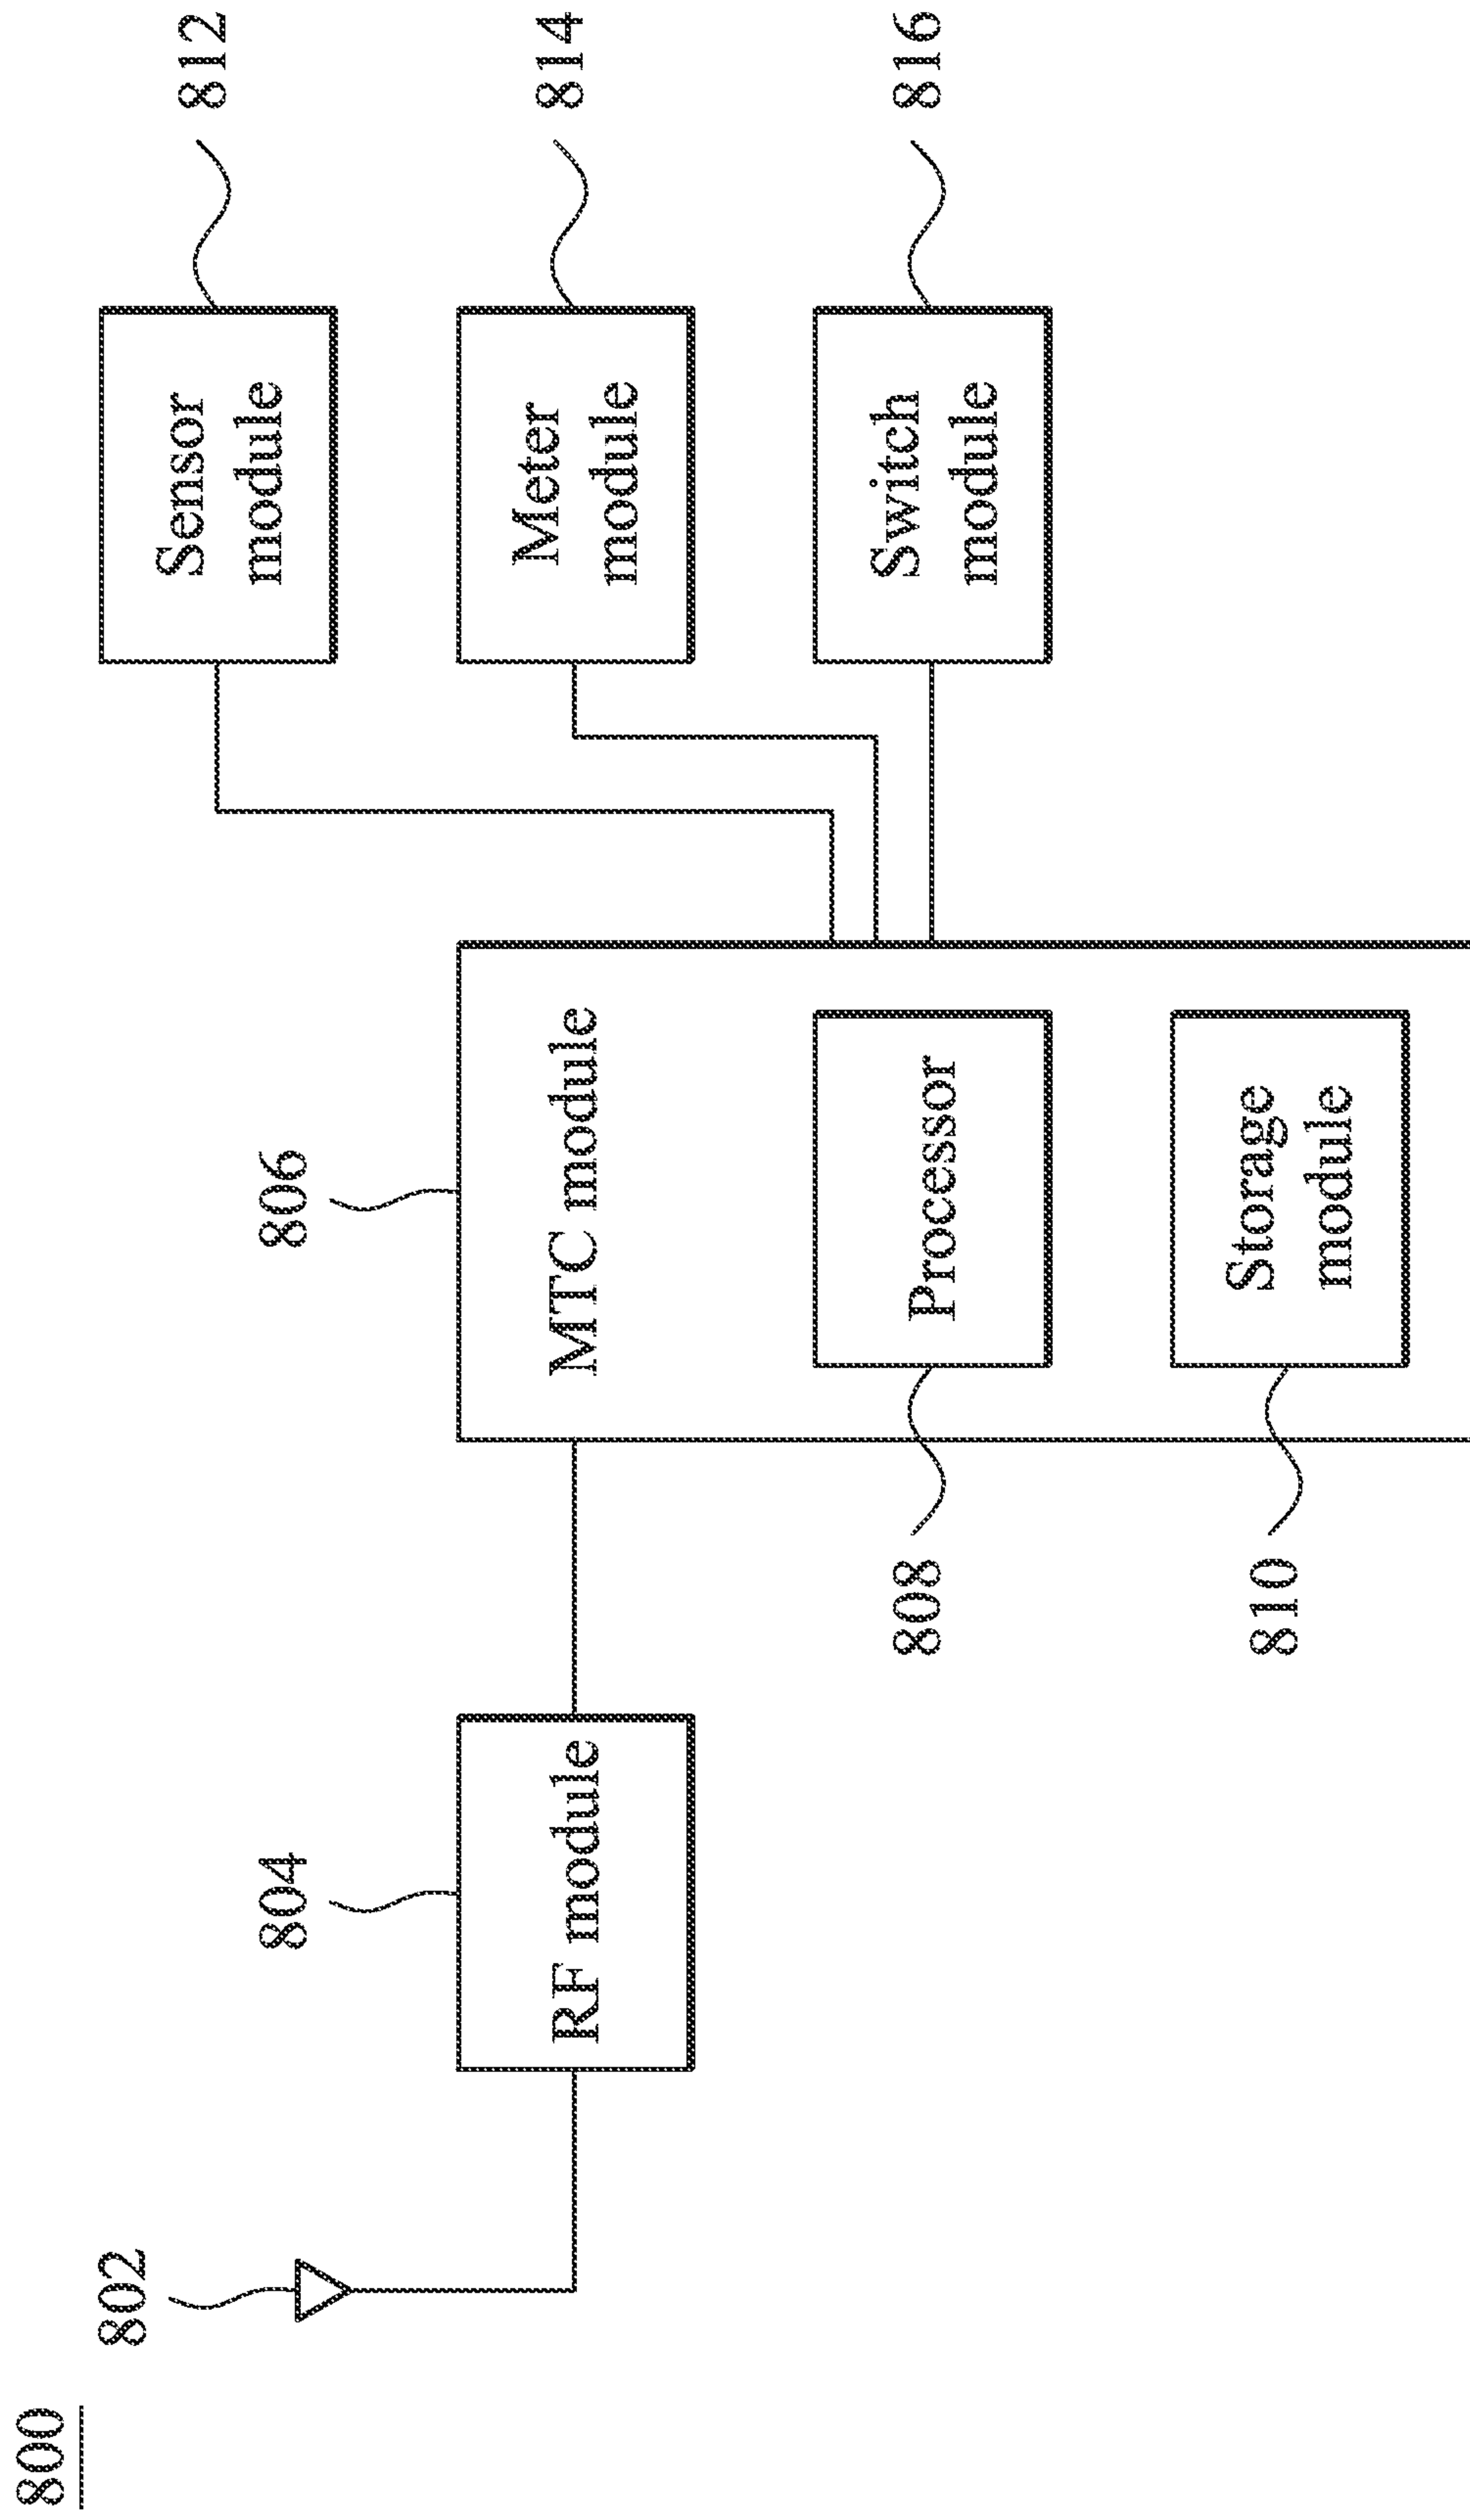 800
802
804
RF module
806
MTC module
808
Processor
810
Storage
module
Sensor
module
812
Meter
module
814
Switch
module
816